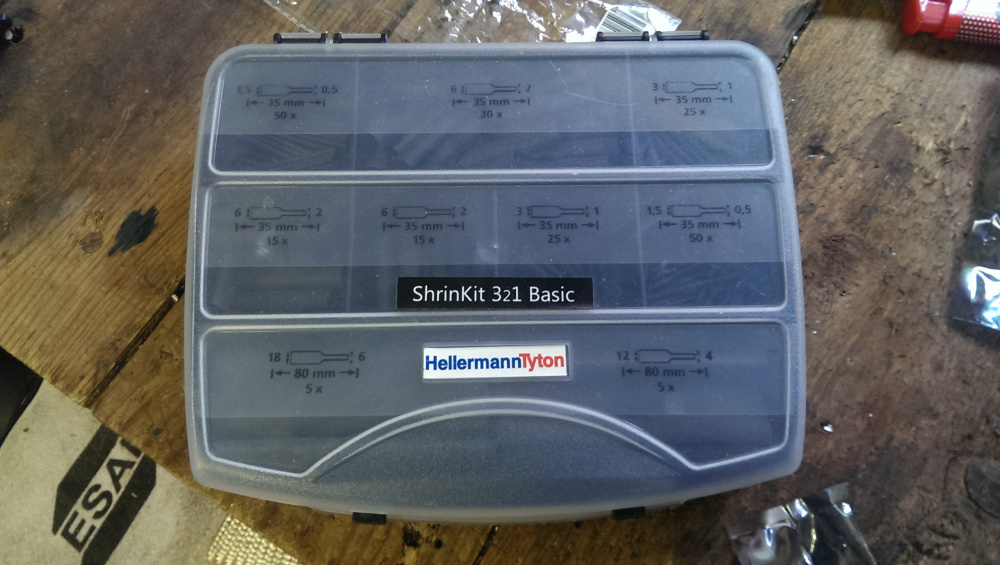 1,5 0,5
35 mm
50 x
6 2
35 mm
30 x
3 1
35 mm
25 x
6 2
35 mm
15 x
6 2
35 mm
15 x
3 1
35 mm
25 x
1,5 0,5
35 mm
50 x
ShrinKit 321 Basic
18 6
80 mm
5 x
HellermannTyton
12 4
80 mm
5 x
ESAB